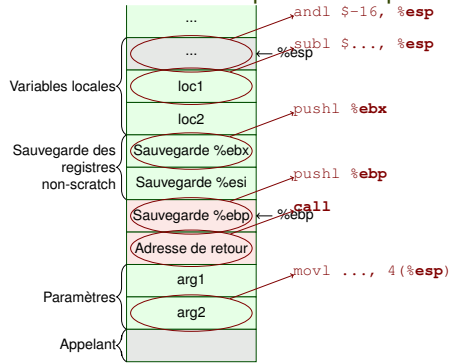 ... andl $-16, %esp
... ← %esp subl $..., %esp
Variables locales loc1
loc2 pushl %ebx
Sauvegarde des
registres
non-scratch
Sauvegarde %ebx
Sauvegarde %esi
pushl %ebp
Sauvegarde %ebp ← %ebp
call
Adresse de retour
Paramètres
arg1 movl ..., 4(%esp)
arg2
Appelant